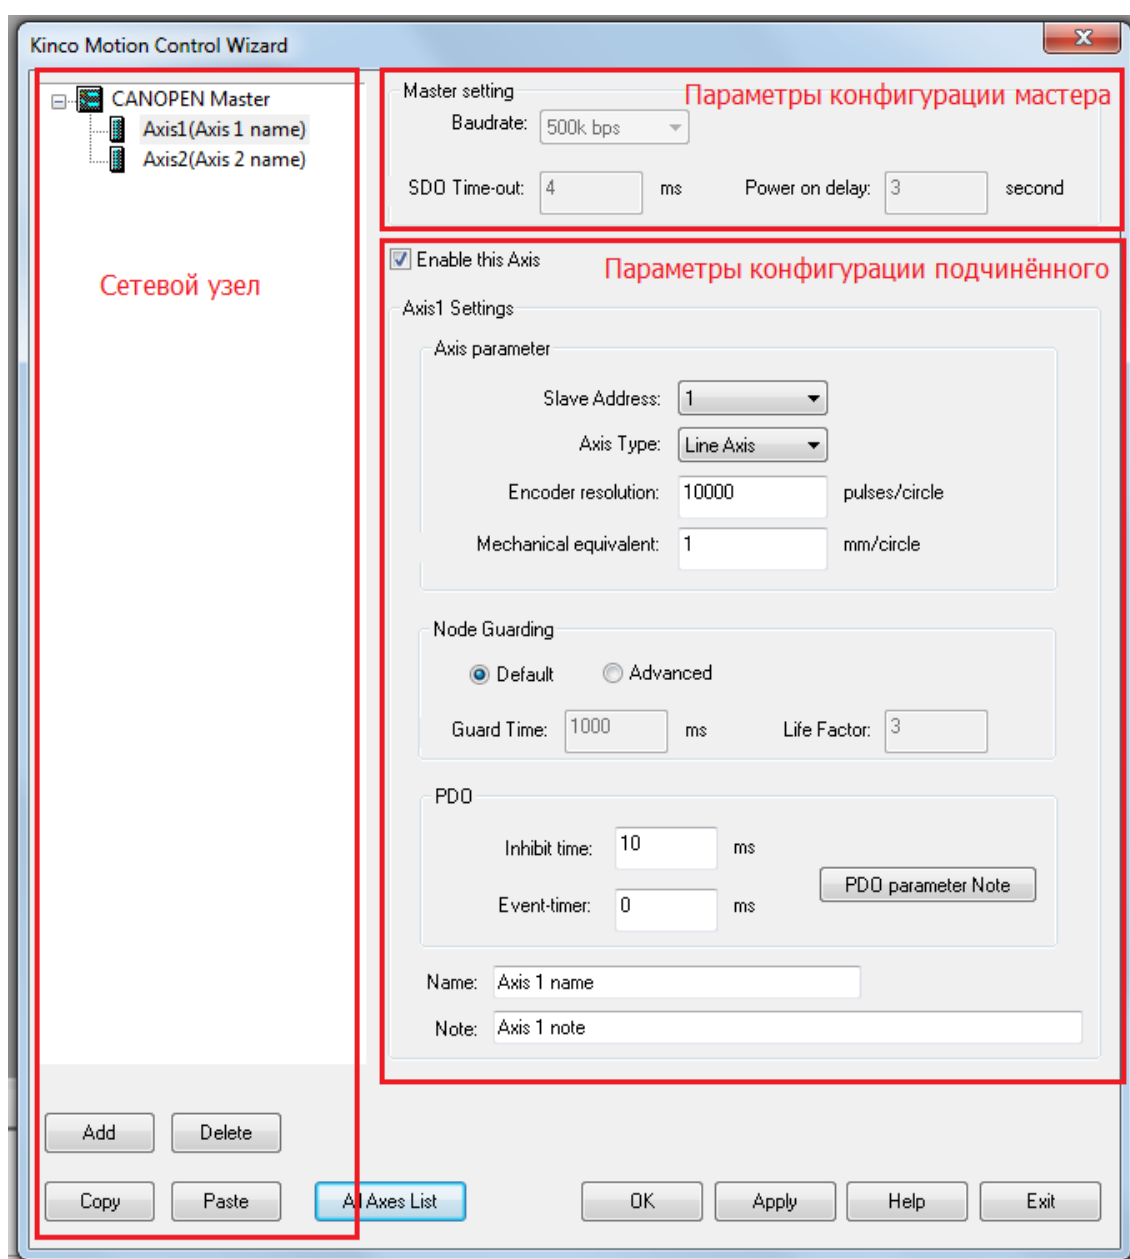 Kinco Motion Control Wizard
CANOPEN Master
Axis1(Axis 1 name)
Axis2(Axis 2 name)
Сетевой узел
Master setting
Параметры конфигурации мастера
Baudrate: 500k bps
SDO Time-out: 4 ms Power on delay: 3 second
Enable this Axis
Параметры конфигурации подчинённого
Axis1 Settings
Axis parameter
Slave Address: 1
Axis Type: Line Axis
Encoder resolution: 10000 pulses/circle
Mechanical equivalent: 1 mm/circle
Node Guarding
Default Advanced
Guard Time: 1000 ms Life Factor: 3
PDO
Inhibit time: 10 ms
PDO parameter Note
Event-timer: 0 ms
Name: Axis 1 name
Note: Axis 1 note
Add Delete
Copy Paste All Axes List OK Apply Help Exit